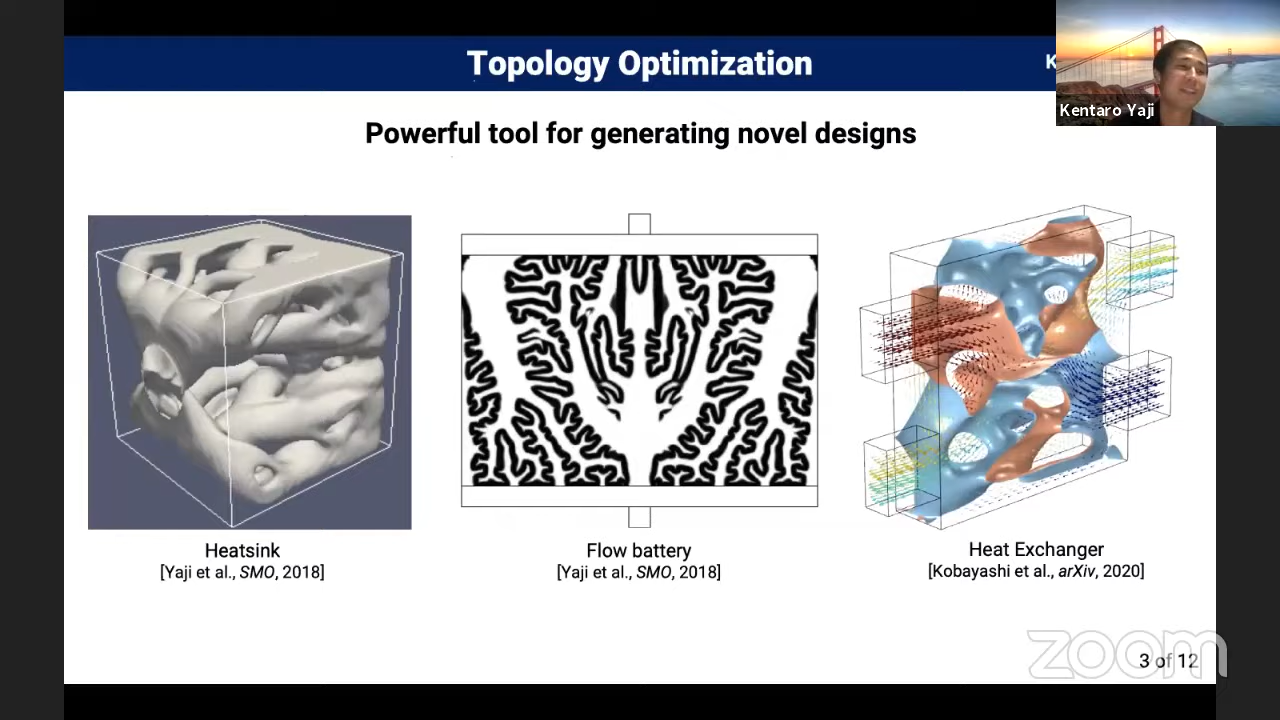 Topology Optimization
K
Kentaro Yaji
Powerful tool for generating novel designs
Heatsink
[Yaji et al., SMO, 2018]
Flow battery
[Yaji et al., SMO, 2018]
Heat Exchanger
[Kobayashi et al., arXiv, 2020]
zoom
3 of 12